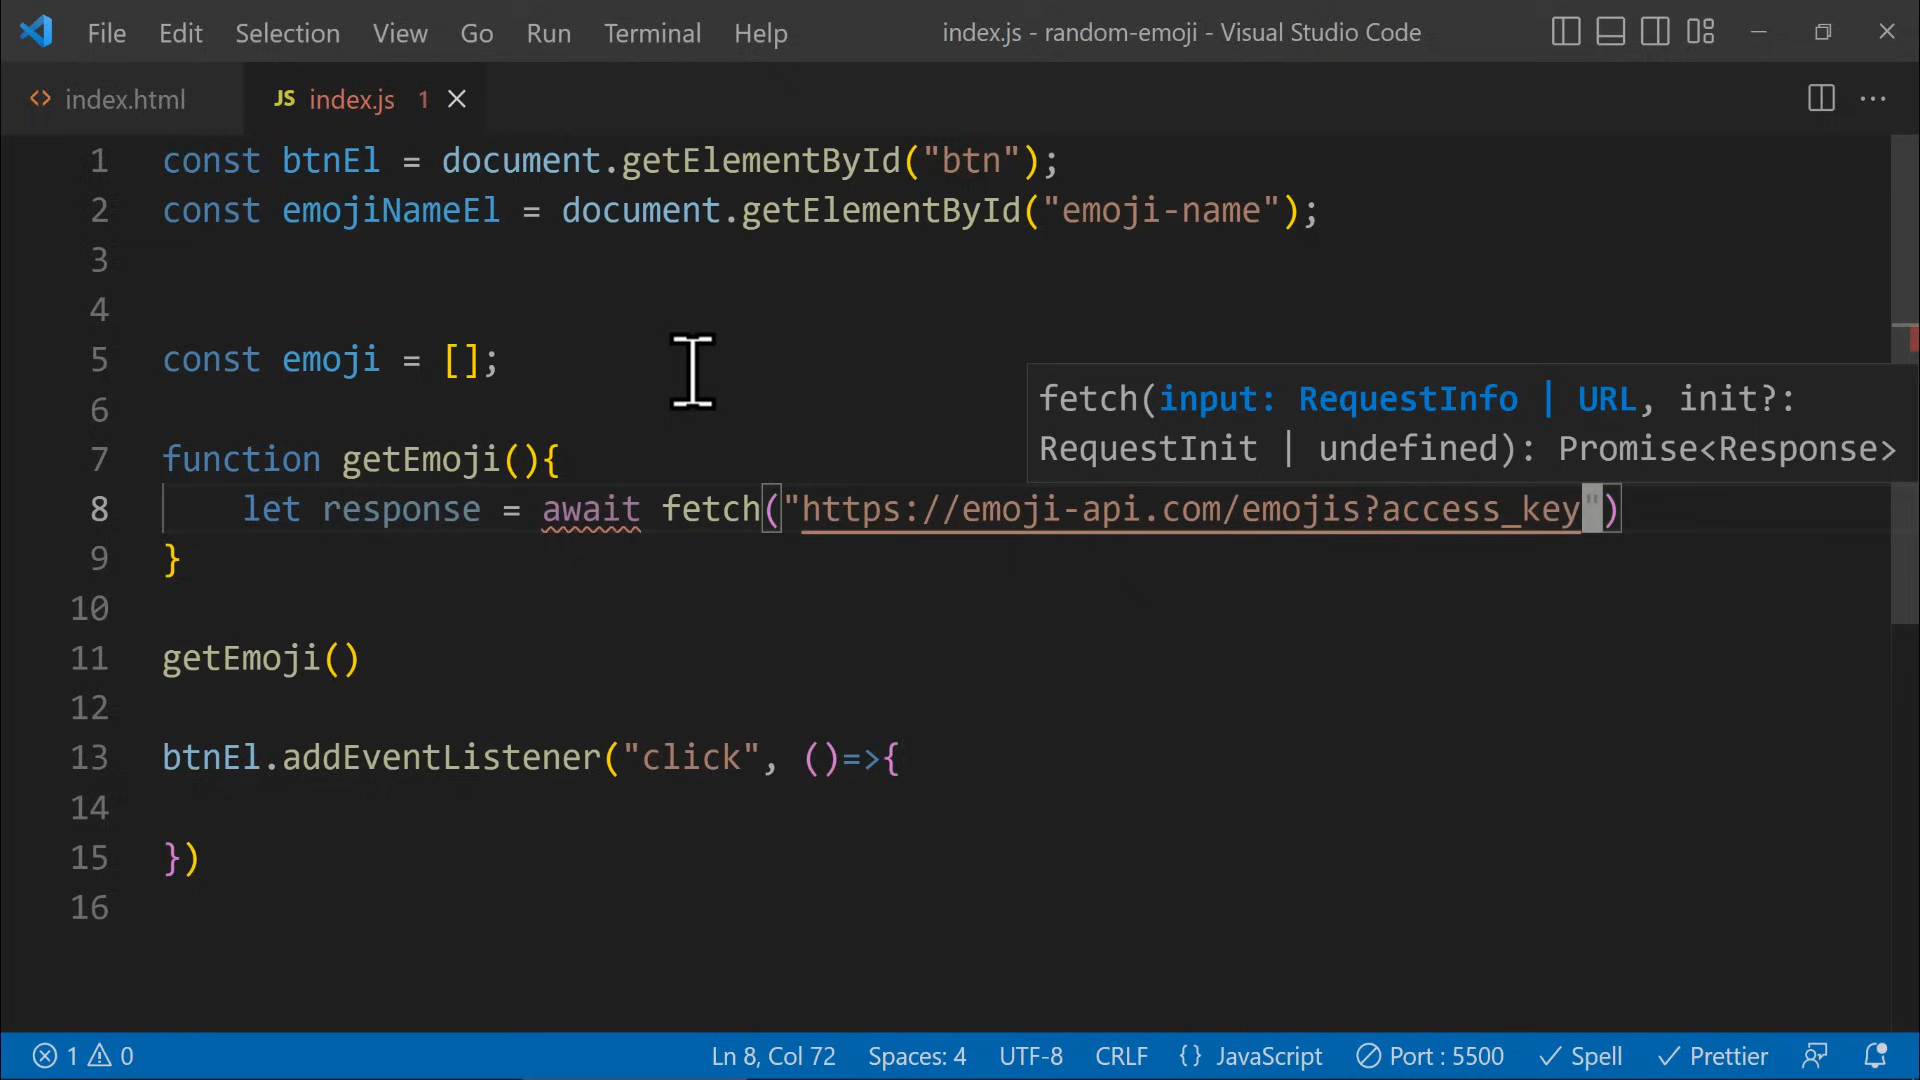 File Edit Selection View Go Run Terminal Help index.js - random-emoji - Visual Studio Code
index.html JS index.js 1
1 const btnEl = document.getElementById("btn");
2 const emojiNameEl = document.getElementById("emoji-name");
3
4
5 const emoji = [];
fetch(input: RequestInfo | URL, init?:
6
RequestInit | undefined): Promise<Response>
7 function getEmoji(){
8 let response = await fetch("https://emoji-api.com/emojis?access_key")
9 }
10
11 getEmoji()
12
13 btnEl.addEventListener("click", ()=>{
14
15 })
16
1 0 Ln 8, Col 72 Spaces: 4 UTF-8 CRLF {} JavaScript Port : 5500 Spell Prettier